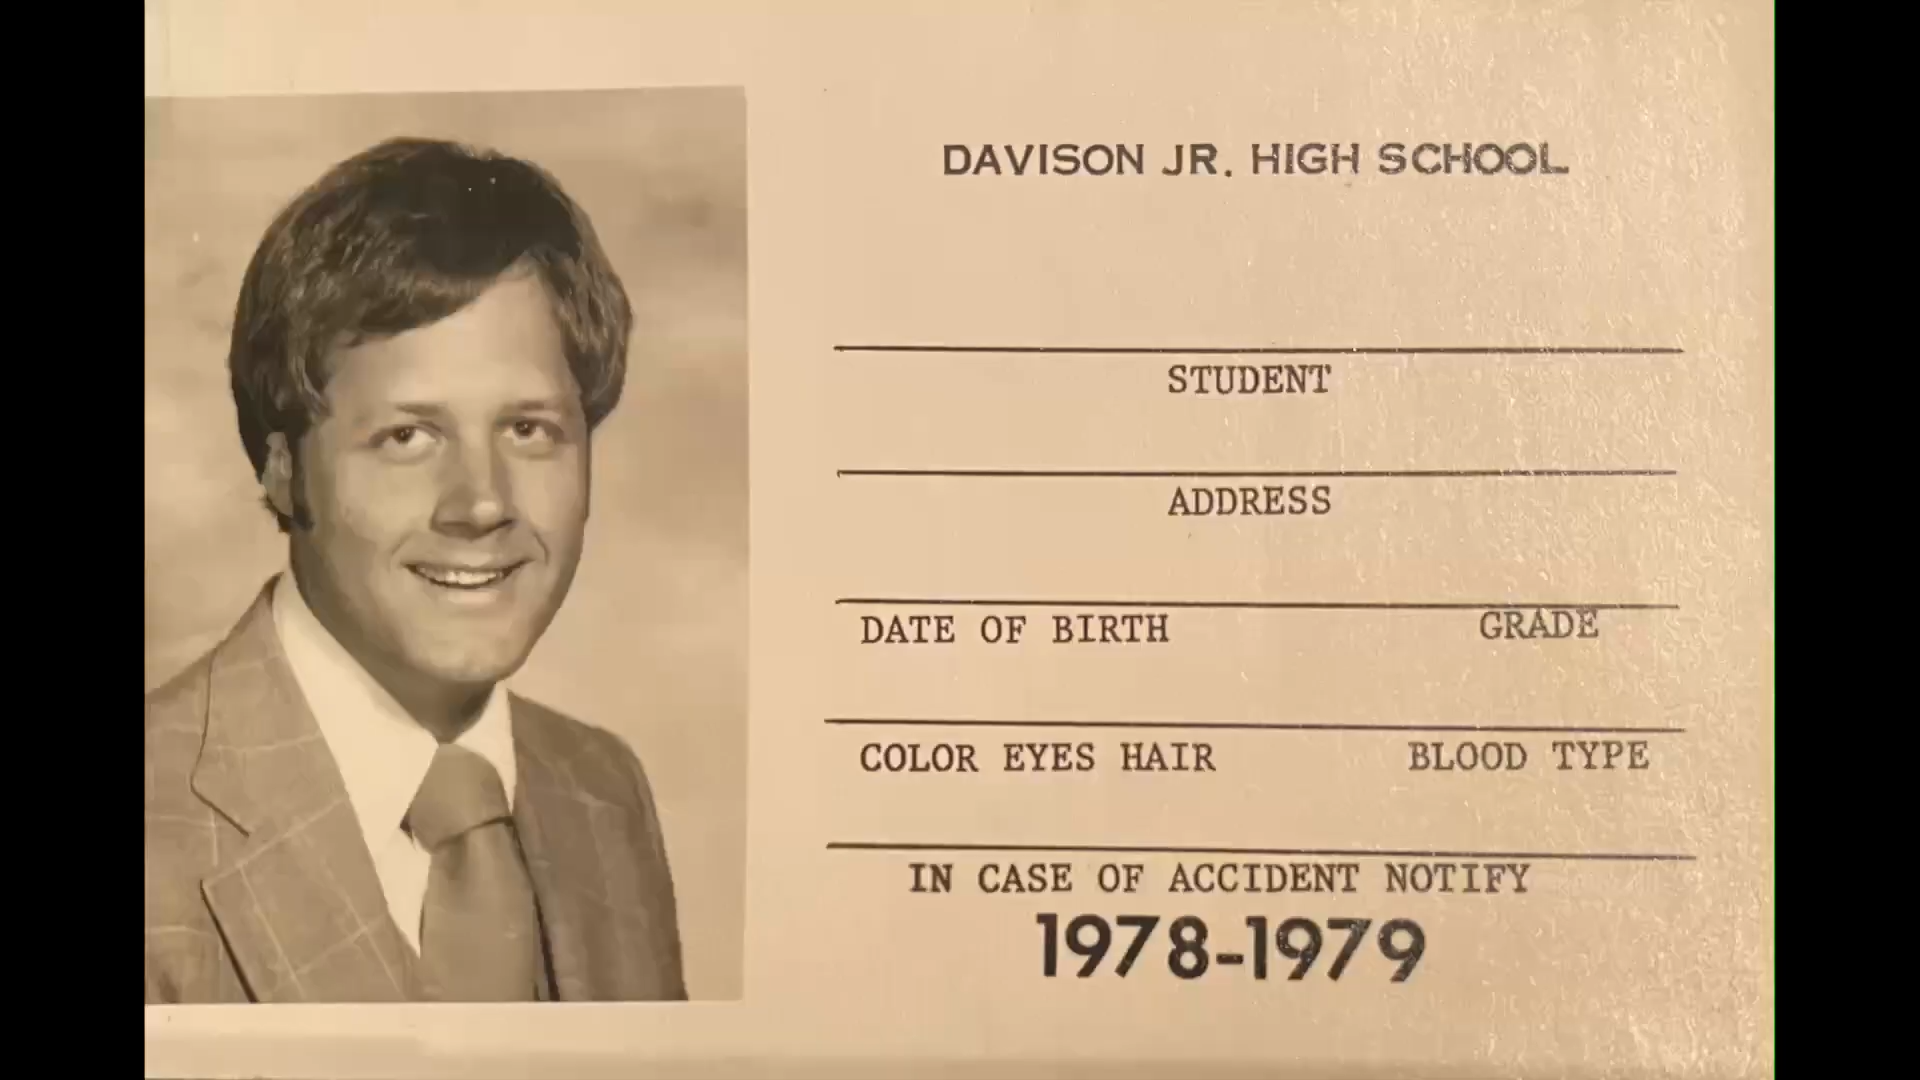 DAVISON JR. HIGH SCHOOL
STUDENT
ADDRESS
DATE OF BIRTH GRADE
COLOR EYES HAIR BLOOD TYPE
IN CASE OF ACCIDENT NOTIFY
1978-1979